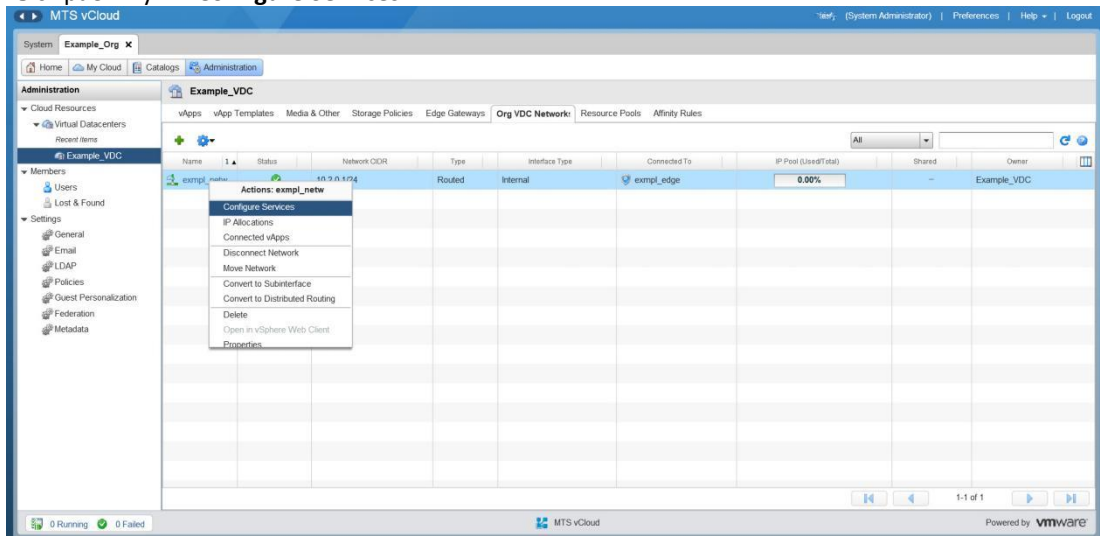 MTS vCloud (System Administrator) | Preferences | Help | Logout
System Example_Org
Home My Cloud Catalogs Administration
Administration Example_VDC
Cloud Resources vApps vApp Templates Media & Other Storage Policies Edge Gateways Org VDC Networks Resource Pools Affinity Rules
Virtual Datacenters
Recent Items All
Example_VDC Name 1 Status Network CIDR Type Interface Type Connected To IP Pool (Used/Total) Shared Owner
Members exmpl_netw 10.2.0.1/24 Routed Internal exmpl_edge 0.00% – Example_VDC
Users Actions: exmpl_netw
Lost & Found Configure Services
Settings IP Allocations
General Connected vApps
Email Disconnect Network
LDAP Move Network
Policies Convert to Subinterface
Guest Personalization Convert to Distributed Routing
Federation Delete
Metadata Open in vSphere Web Client
Properties
1-1 of 1
0 Running 0 Failed MTS vCloud Powered by vmware